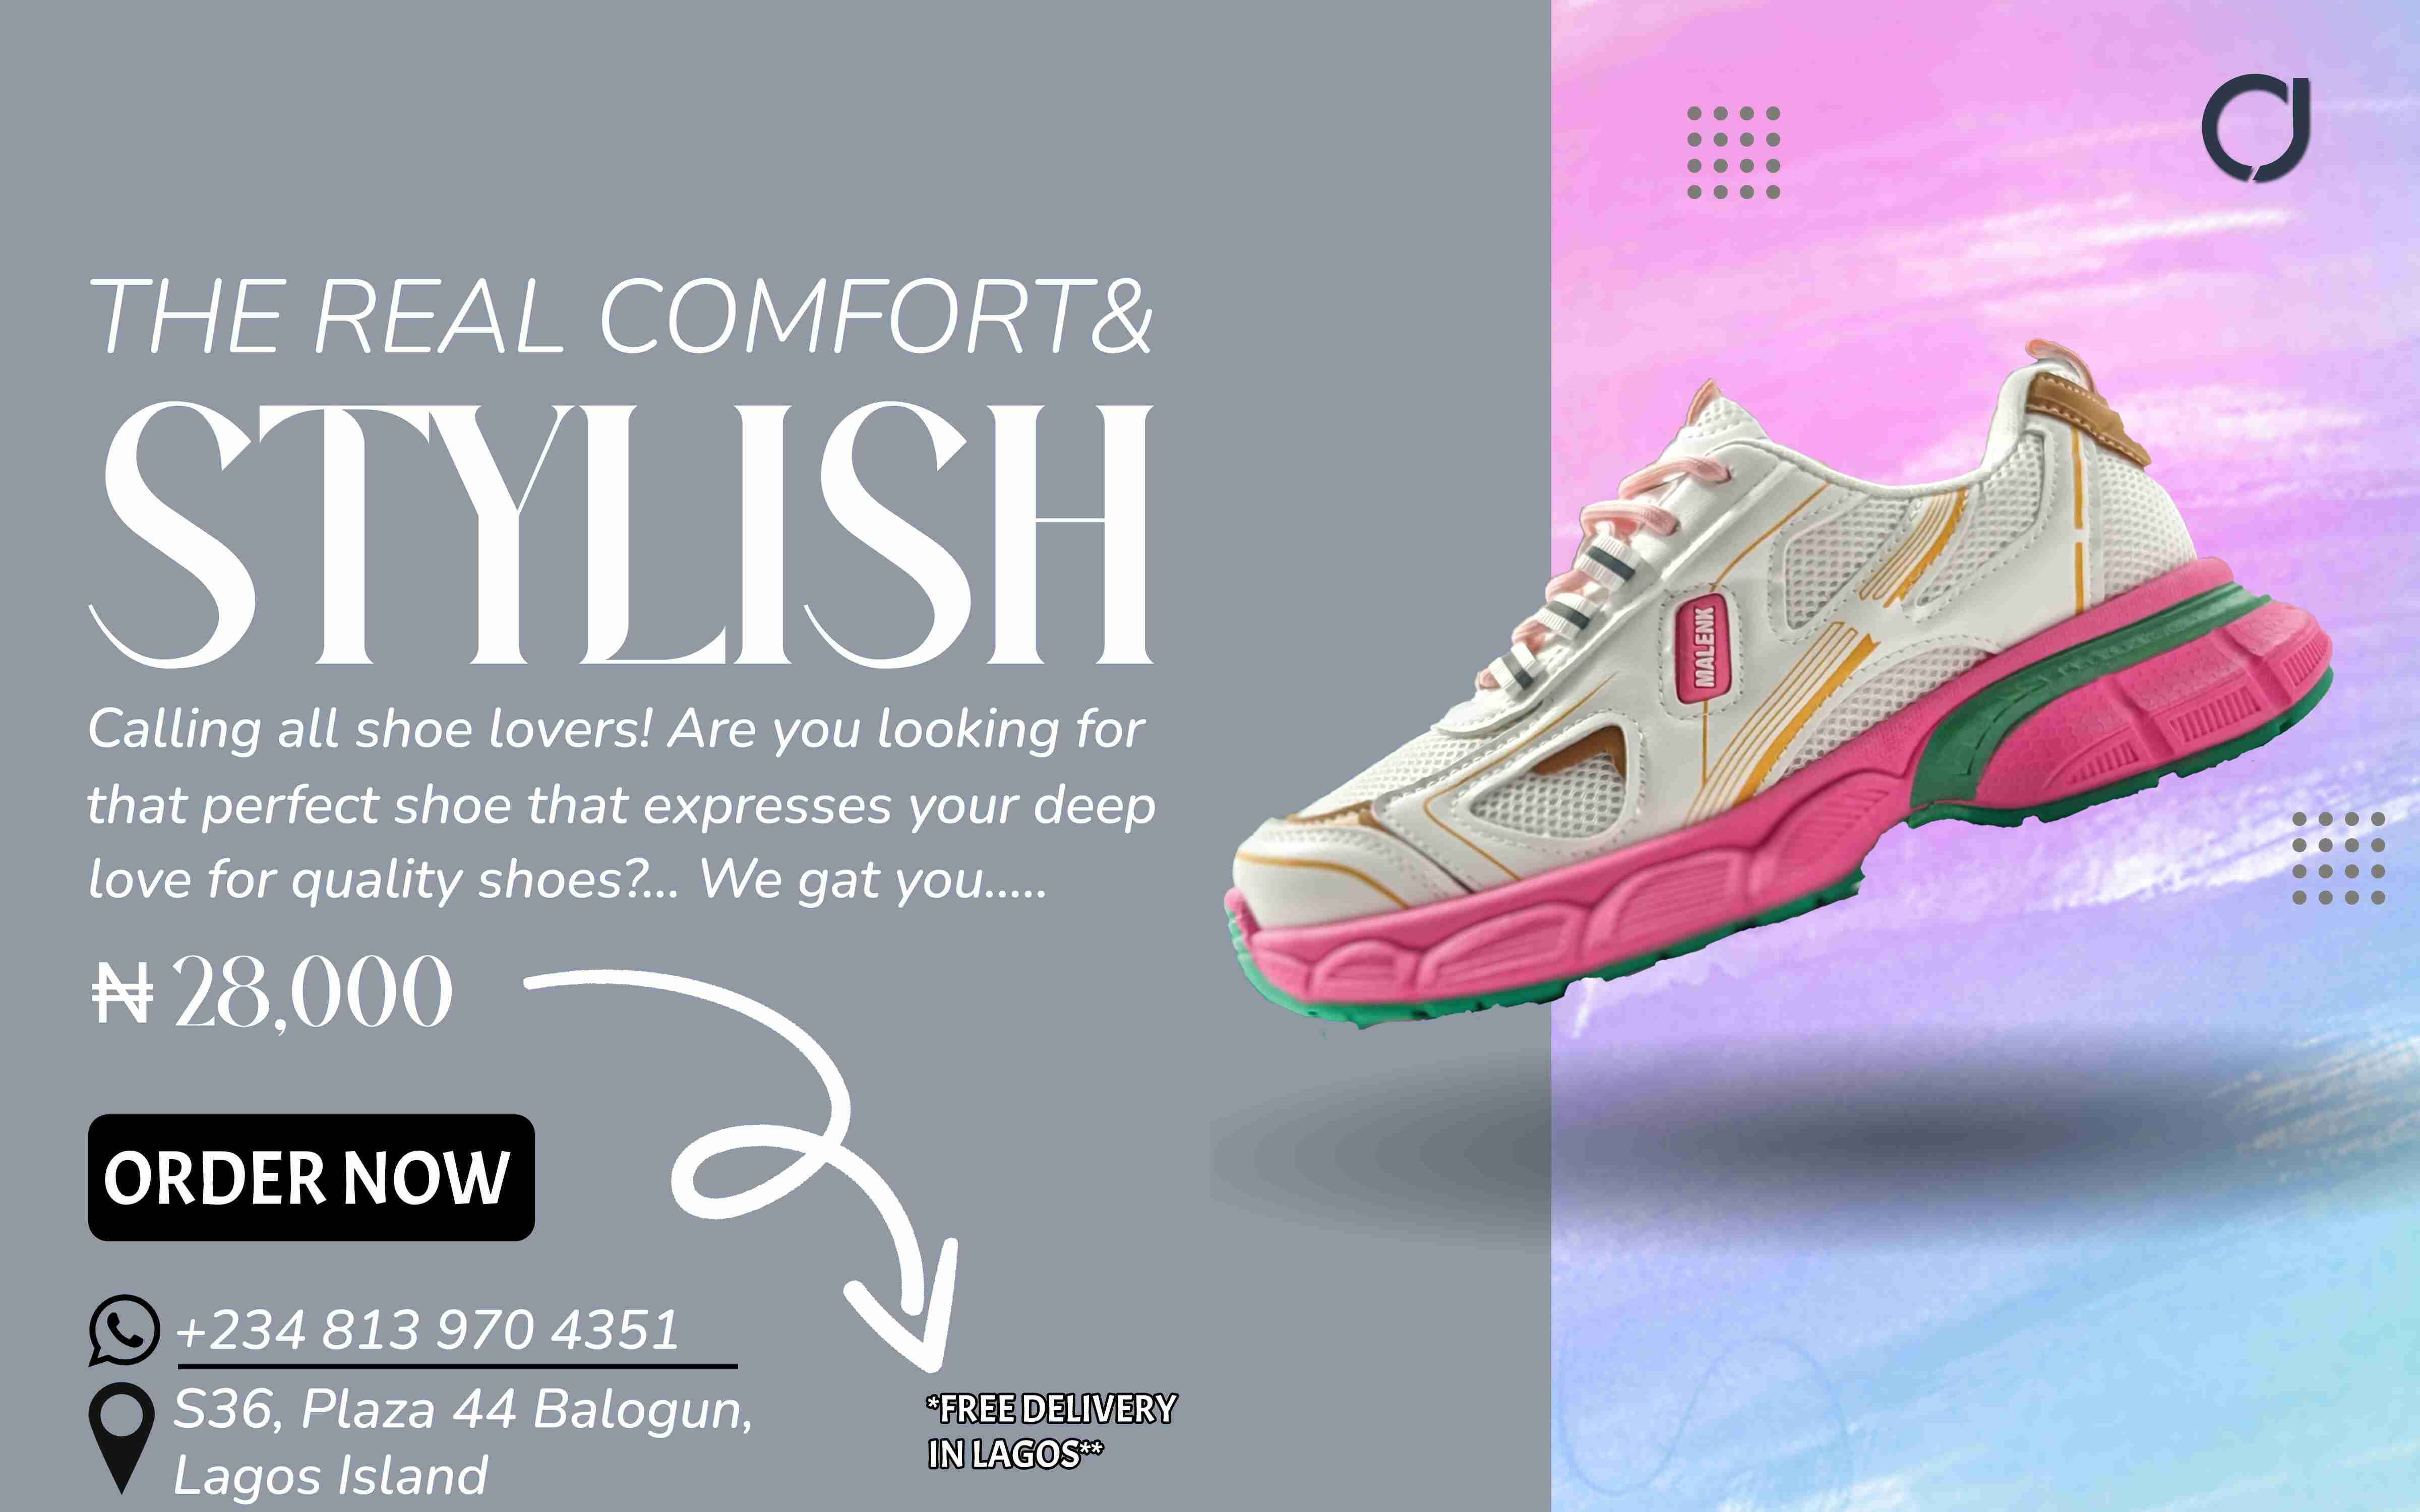 THE REAL COMFORT&
STYLISH
Calling all shoe lovers! Are you looking for
that perfect shoe that expresses your deep
love for quality shoes?... We gat you.....
₦ 28,000
ORDER NOW
+234 813 970 4351
S36, Plaza 44 Balogun,
Lagos Island
*FREE DELIVERY
IN LAGOS**
MALENK